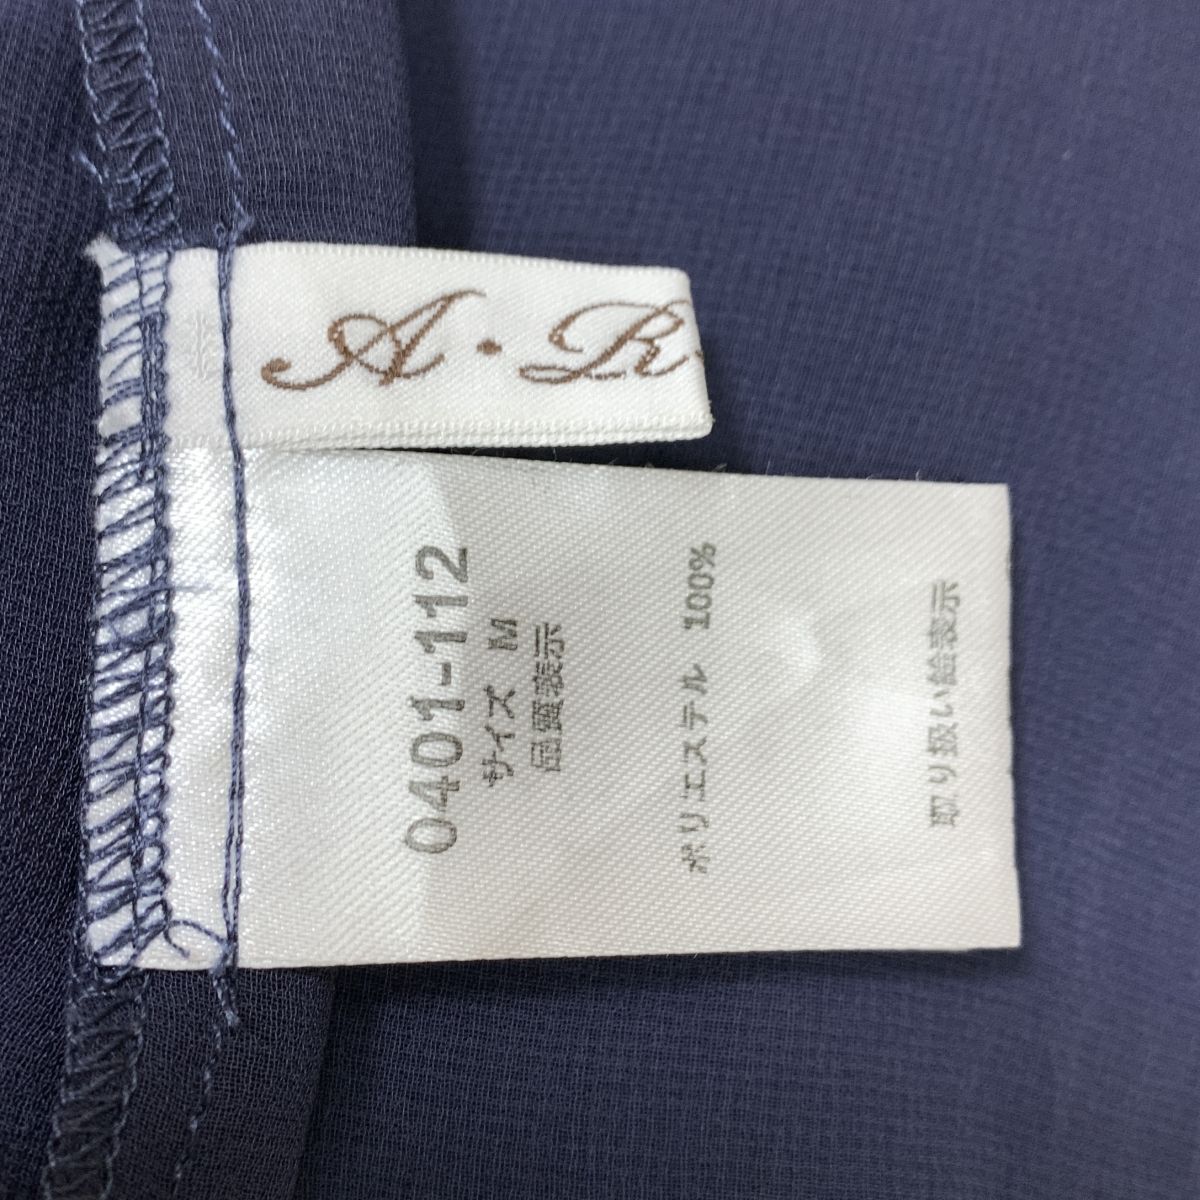 A・R・
0401-112
サイズ M
品質表示
ポリエステル 100%
取り扱い絵表示